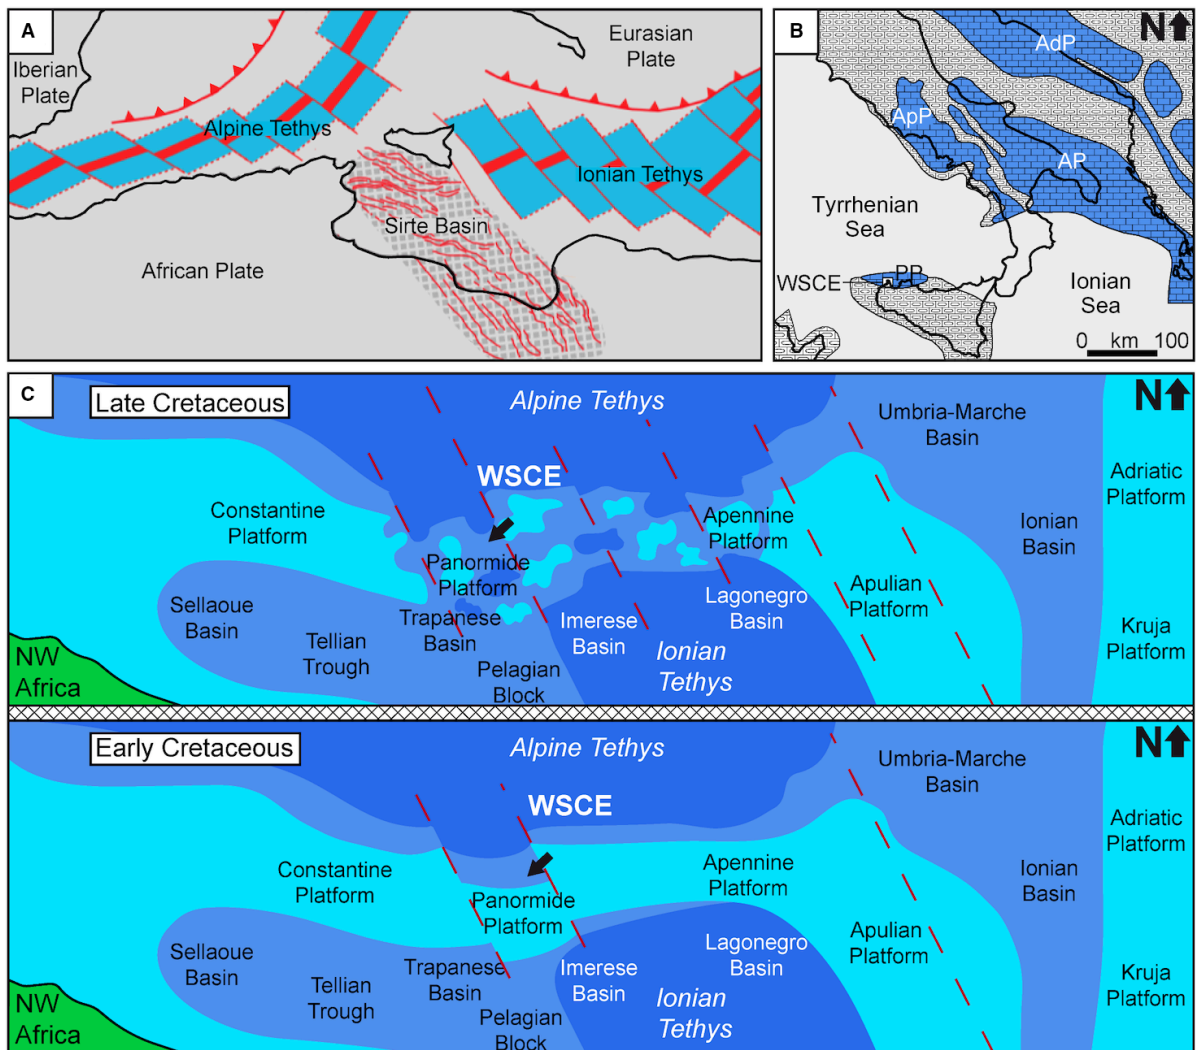 A
Iberian
Plate
Eurasian
Plate
Alpine Tethys
Ionian Tethys
Sirte Basin
African Plate
B
N
AdP
ApP
AP
Tyrrhenian
Sea
WSCE
PP
Ionian
Sea
0 km 100
C
Late Cretaceous
Alpine Tethys
N
Umbria-Marche
Basin
WSCE
Adriatic
Platform
Constantine
Platform
Apennine
Platform
Ionian
Basin
Panormide
Platform
Sellaoue
Basin
Apulian
Platform
Lagonegro
Basin
Trapanese
Basin
Imerese
Basin
Tellian
Trough
Kruja
Platform
Ionian
Tethys
NW
Africa
Pelagian
Block
Early Cretaceous
Alpine Tethys
N
Umbria-Marche
Basin
WSCE
Adriatic
Platform
Constantine
Platform
Apennine
Platform
Ionian
Basin
Panormide
Platform
Sellaoue
Basin
Apulian
Platform
Lagonegro
Basin
Trapanese
Basin
Imerese
Basin
Tellian
Trough
Kruja
Platform
Ionian
Tethys
NW
Africa
Pelagian
Block